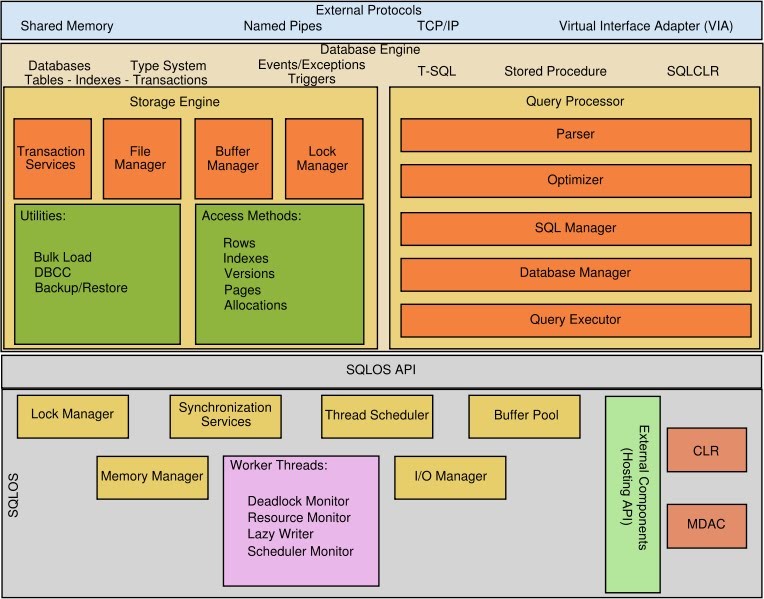 External Protocols
Shared Memory
Named Pipes
TCP/IP
Virtual Interface Adapter (VIA)
Database Engine
Databases
Type System
Tables - Indexes - Transactions
Events/Exceptions
Triggers
T-SQL
Stored Procedure
SQLCLR
Storage Engine
Transaction
Services
File
Manager
Buffer
Manager
Lock
Manager
Utilities:
Bulk Load
DBCC
Backup/Restore
Access Methods:
Rows
Indexes
Versions
Pages
Allocations
Query Processor
Parser
Optimizer
SQL Manager
Database Manager
Query Executor
SQLOS API
SQLOS
Lock Manager
Synchronization
Services
Thread Scheduler
Buffer Pool
Memory Manager
Worker Threads:
Deadlock Monitor
Resource Monitor
Lazy Writer
Scheduler Monitor
I/O Manager
External Components
(Hosting API)
CLR
MDAC